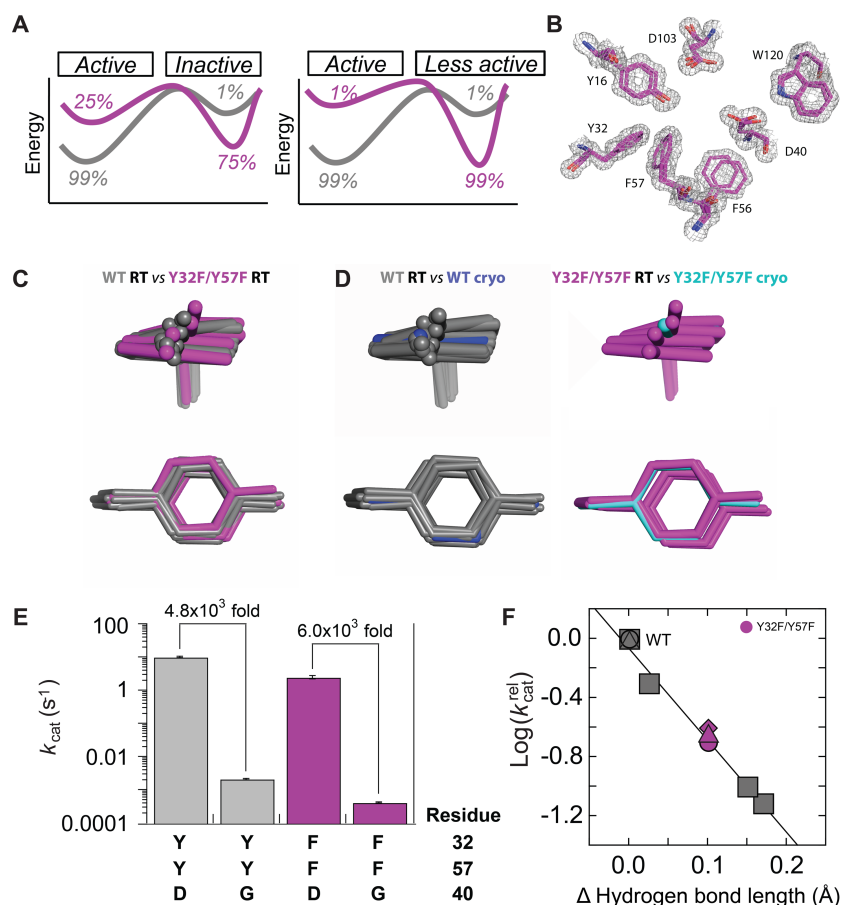 A
Active
Inactive
25%
1%
99%
75%
Energy
Active
Less active
1%
1%
99%
99%
Energy
B
D103
W120
Y16
Y32
D40
F57
F56
C
WT RT vs Y32F/Y57F RT
D
WT RT vs WT cryo
Y32F/Y57F RT vs Y32F/Y57F cryo
E
4.8x10³ fold
6.0x10³ fold
100
1
0.01
0.0001
kcat (s-1)
Residue
Y Y F F 32
Y Y F F 57
D G D G 40
F
Y32F/Y57F
WT
0.0
-0.4
-0.8
-1.2
Log(k rel cat)
0.0 0.1 0.2
Δ Hydrogen bond length (Å)